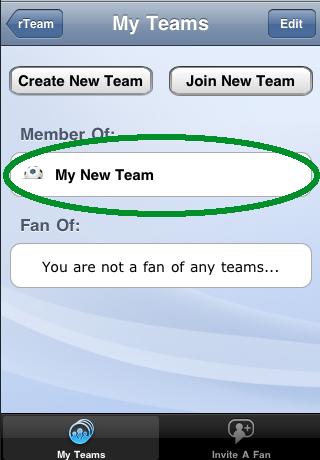 rTeam My Teams Edit
Create New Team Join New Team
Member Of:
My New Team
Fan Of:
You are not a fan of any teams...
My Teams Invite A Fan